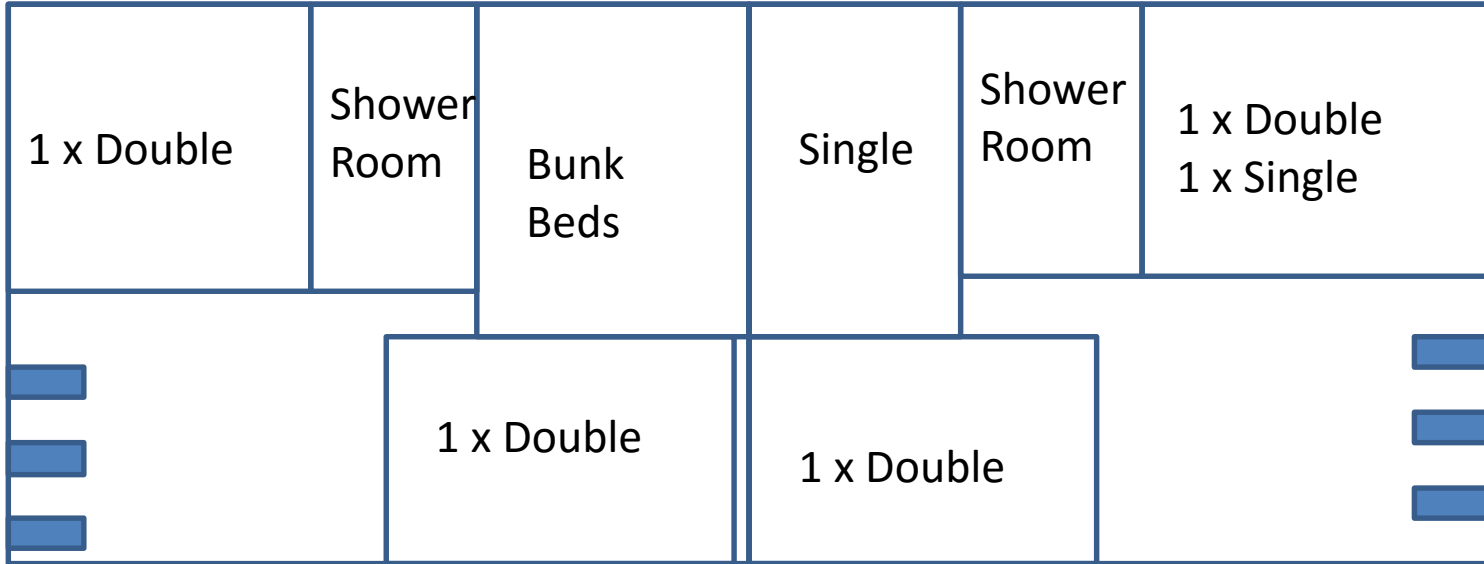 1 x Double
Shower
Room
Bunk
Beds
Single
Shower
Room
1 x Double
1 x Single
1 x Double
1 x Double